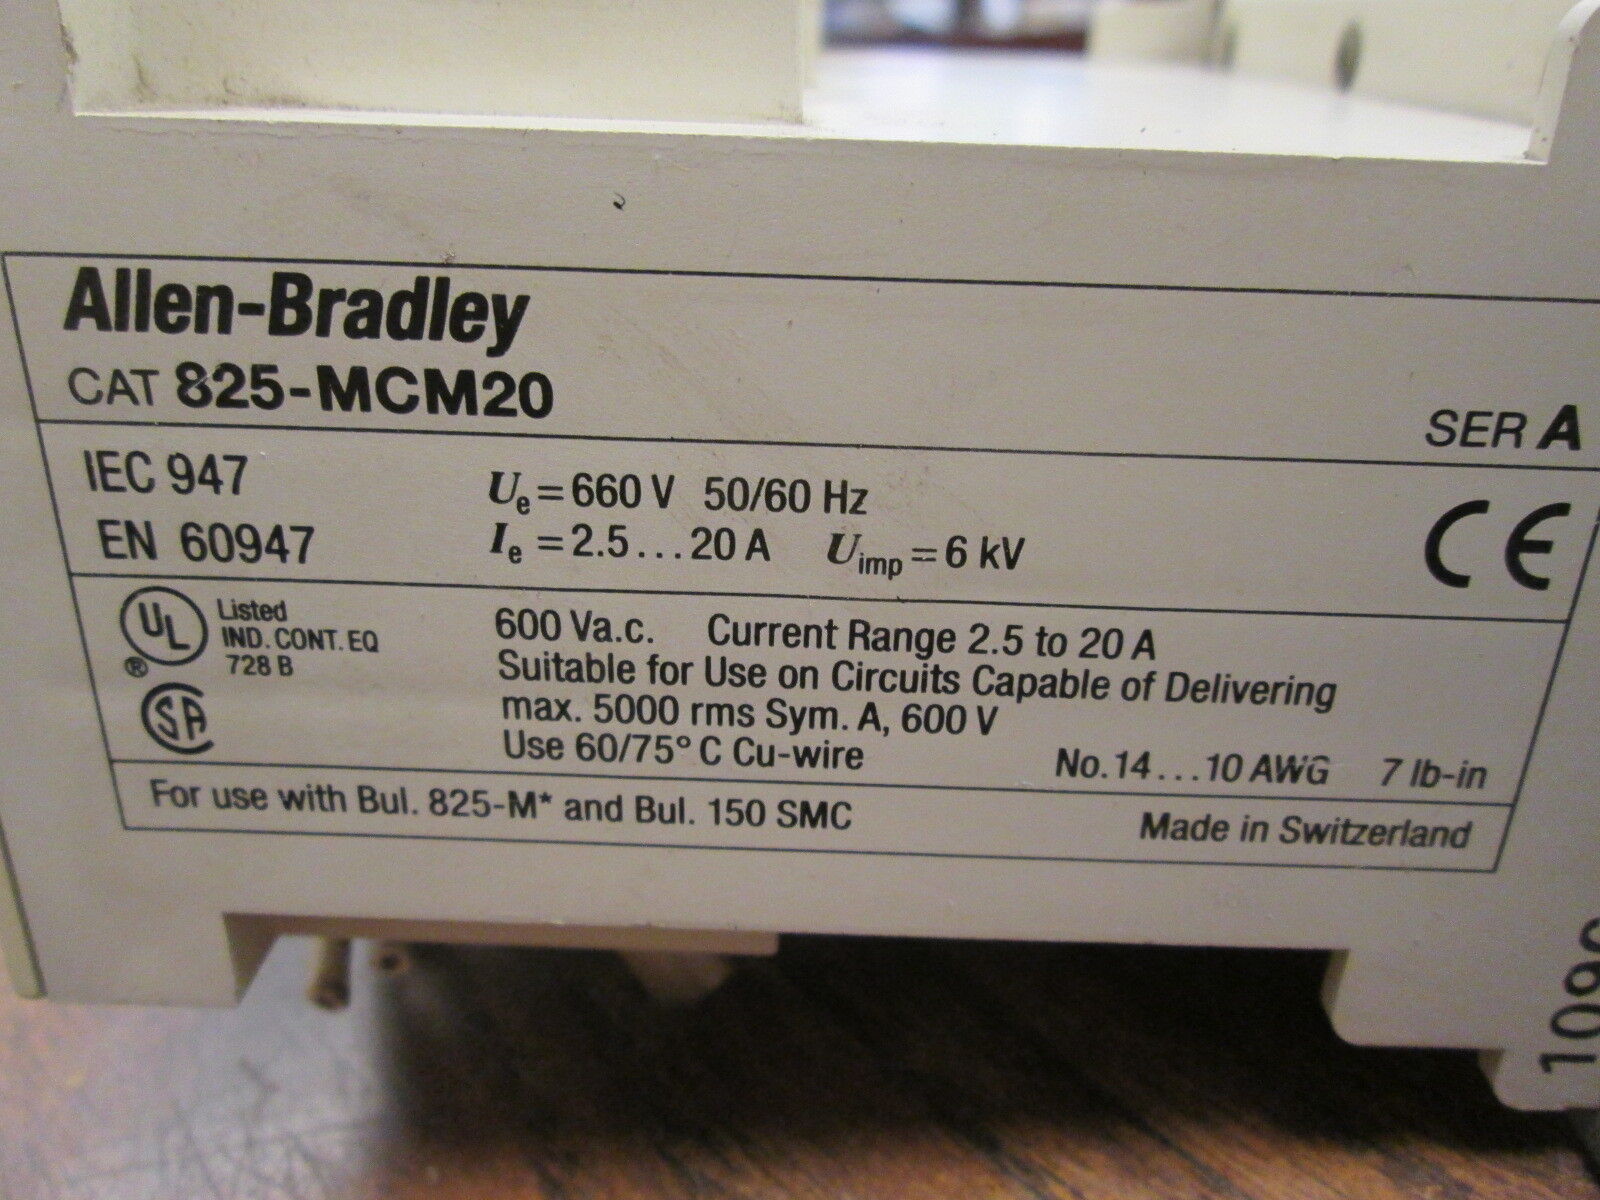 Allen-Bradley
CAT 825-MCM20
SER A
IEC 947
EN 60947
Ue = 660 V 50/60 Hz
Ie = 2.5...20 A Uimp = 6 kV
CE
UL
®
Listed
IND. CONT. EQ
728 B
SA
600 Va.c. Current Range 2.5 to 20 A
Suitable for Use on Circuits Capable of Delivering
max. 5000 rms Sym. A, 600 V
Use 60/75° C Cu-wire No. 14...10 AWG 7 lb-in
For use with Bul. 825-M* and Bul. 150 SMC
Made in Switzerland